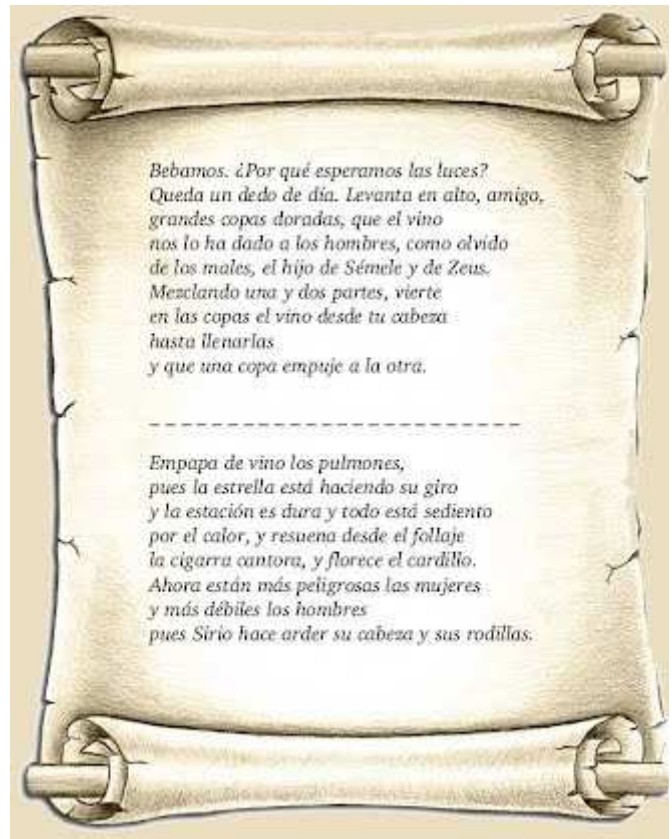 Bebamos. ¿Por qué esperamos las luces?
Queda un dedo de día. Levanta en alto, amigo,
grandes copas doradas, que el vino
nos lo ha dado a los hombres, como olvido
de los males, el hijo de Sémele y de Zeus.
Mezclando una y dos partes, vierte
en las copas el vino desde tu cabeza
hasta llenarlas
y que una copa empuje a la otra.
Empapa de vino los pulmones,
pues la estrella está haciendo su giro
y la estación es dura y todo está sediento
por el calor, y resuena desde el follaje
la cigarra cantora, y florece el cardillo.
Ahora están más peligrosas las mujeres
y más débiles los hombres
pues Sirio hace arder su cabeza y sus rodillas.